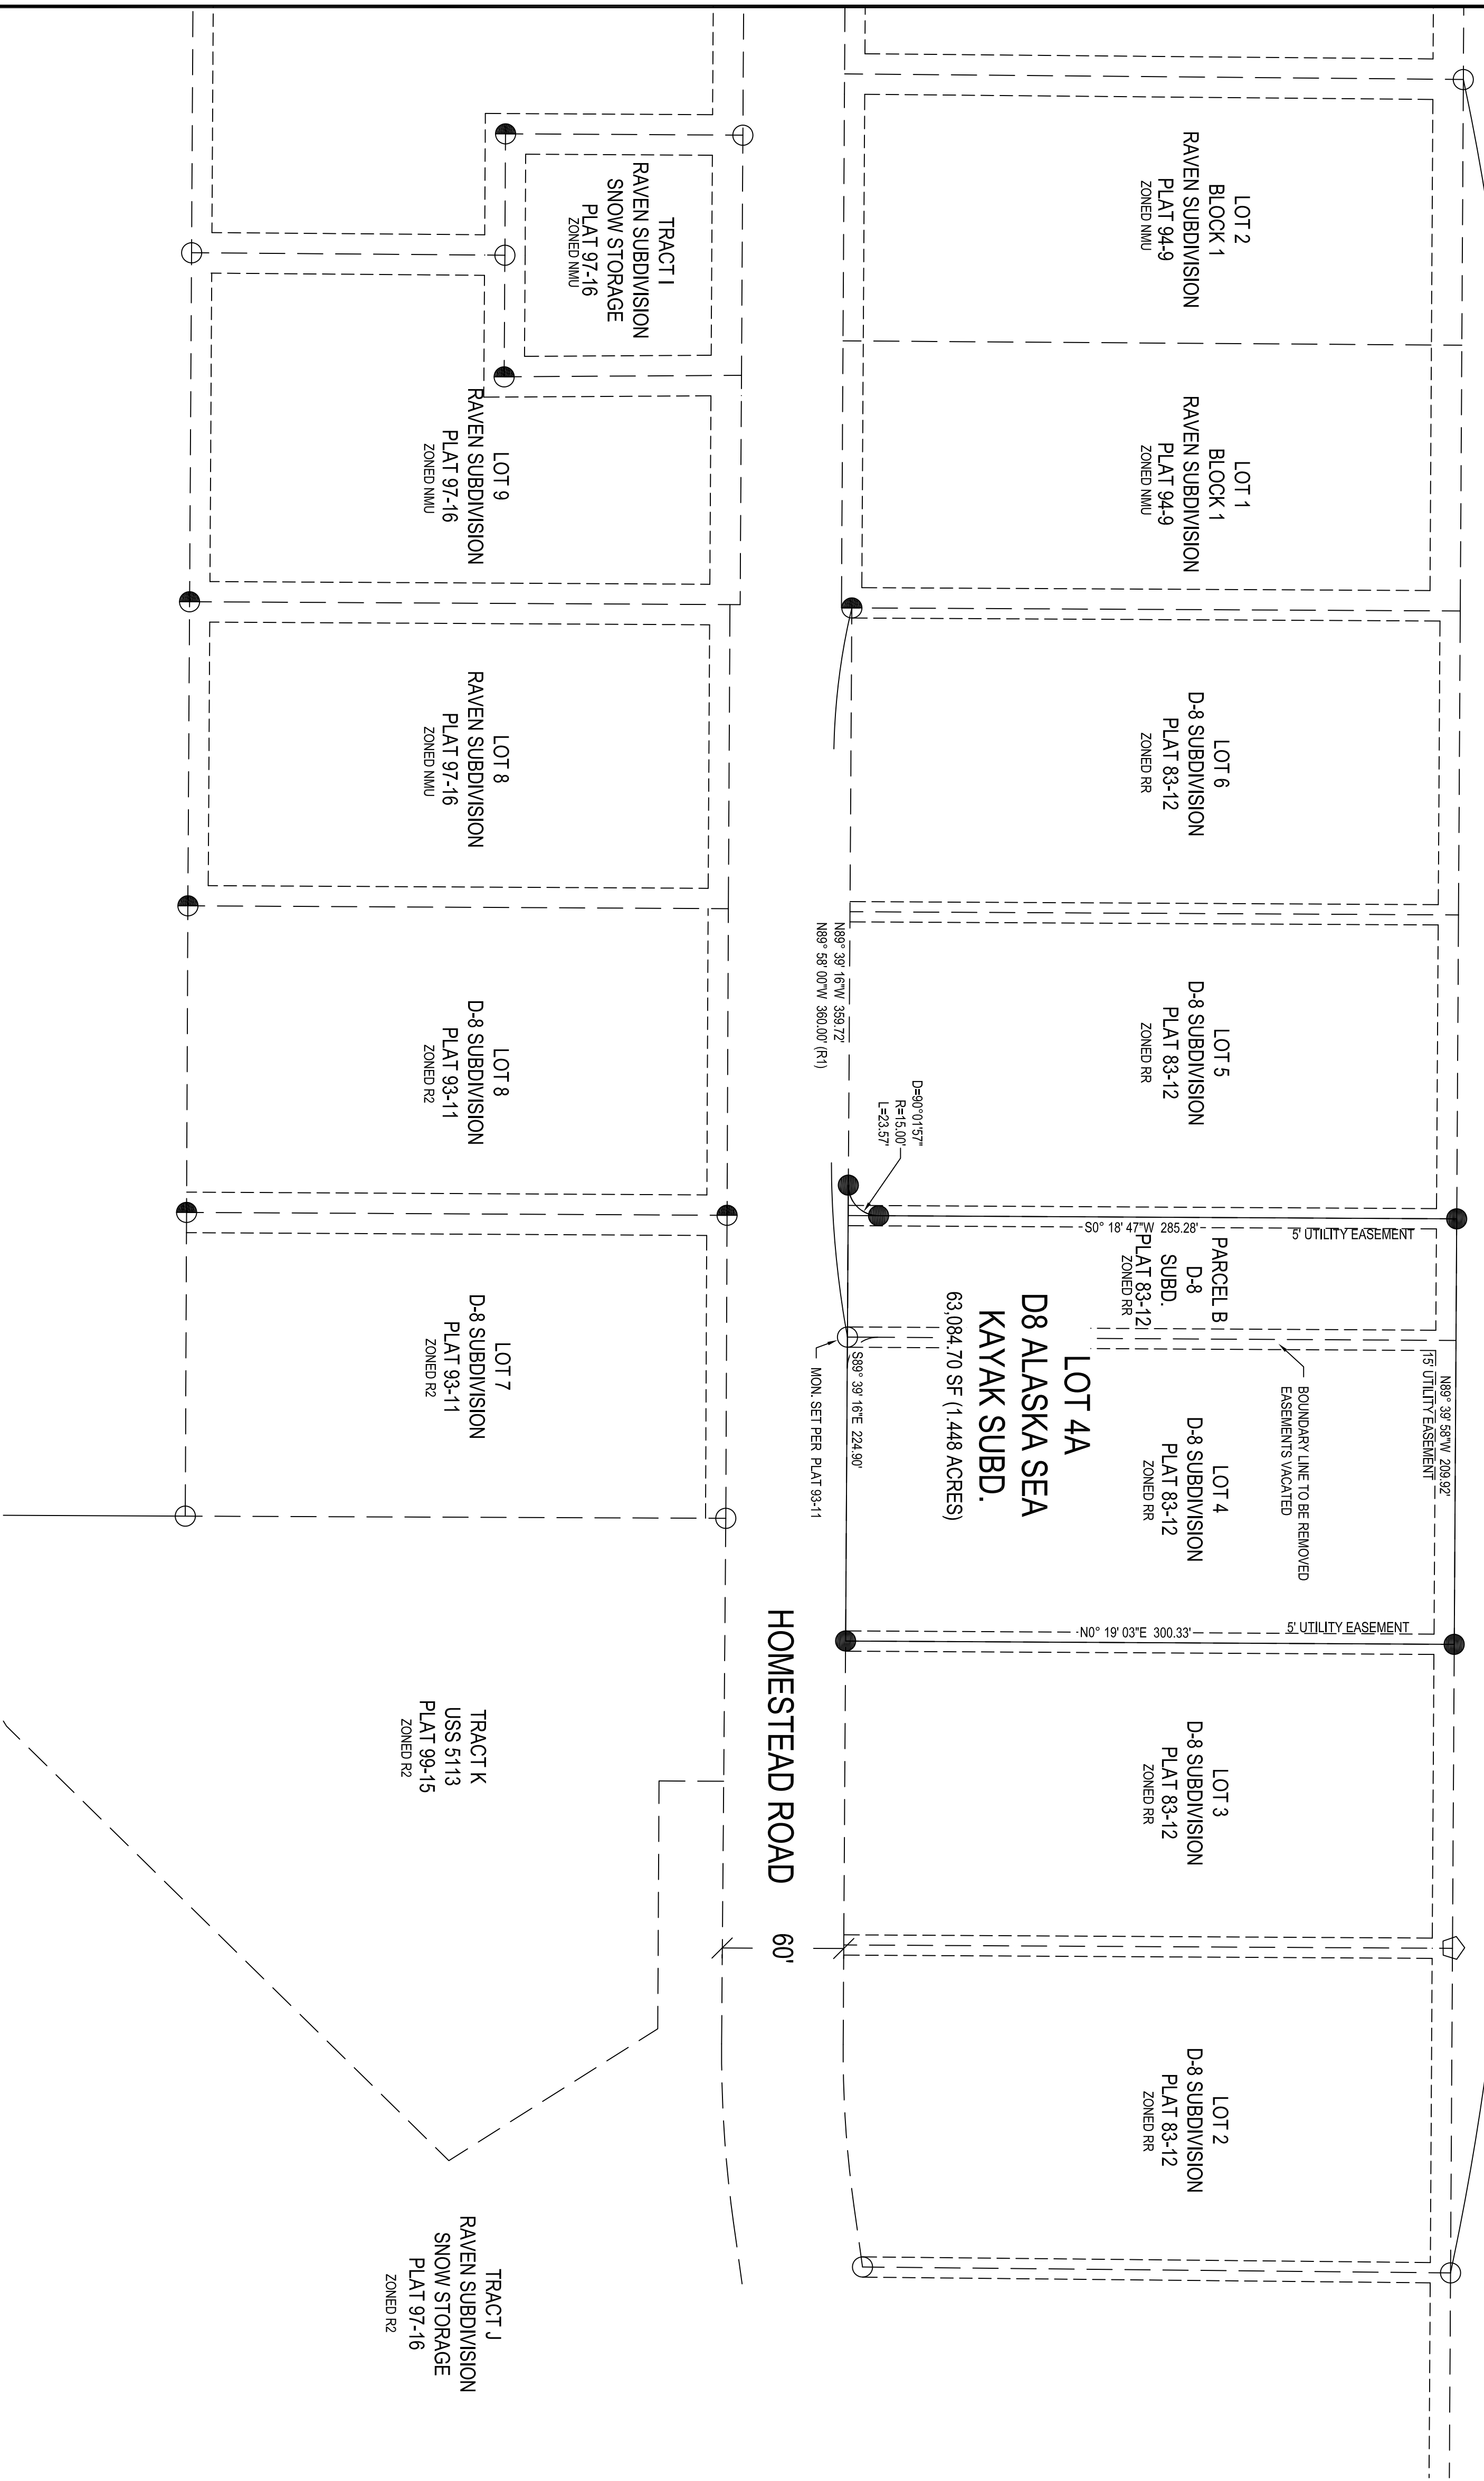 LOT 2
BLOCK 1
RAVEN SUBDIVISION
PLAT 94-9
ZONED NMU
LOT 1
BLOCK 1
RAVEN SUBDIVISION
PLAT 94-9
ZONED NMU
LOT 6
D-8 SUBDIVISION
PLAT 83-12
ZONED RR
LOT 5
D-8 SUBDIVISION
PLAT 83-12
ZONED RR
N89° 39' 16"W 359.72'
N89° 58' 00"W 360.00' (R1)
D=90°01'57"
R=15.00'
L=23.57'
5' UTILITY EASEMENT
S0° 18' 47"W 285.28'
PARCEL B
D-8
SUBD.
PLAT 83-12
ZONED RR
N89° 39' 58"W 209.92'
15' UTILITY EASEMENT
BOUNDARY LINE TO BE REMOVED
EASEMENTS VACATED
LOT 4
D-8 SUBDIVISION
PLAT 83-12
ZONED RR
LOT 4A
D8 ALASKA SEA
KAYAK SUBD.
63,084.70 SF (1.448 ACRES)
S89° 39' 16"E 224.90'
MON. SET PER PLAT 93-11
5' UTILITY EASEMENT
N0° 19' 03"E 300.33'
LOT 3
D-8 SUBDIVISION
PLAT 83-12
ZONED RR
LOT 2
D-8 SUBDIVISION
PLAT 83-12
ZONED RR
HOMESTEAD ROAD 60'
TRACT I
RAVEN SUBDIVISION
SNOW STORAGE
PLAT 97-16
ZONED NMU
LOT 9
RAVEN SUBDIVISION
PLAT 97-16
ZONED NMU
LOT 8
RAVEN SUBDIVISION
PLAT 97-16
ZONED NMU
LOT 8
D-8 SUBDIVISION
PLAT 93-11
ZONED R2
LOT 7
D-8 SUBDIVISION
PLAT 93-11
ZONED R2
TRACT K
USS 5113
PLAT 99-15
ZONED R2
TRACT J
RAVEN SUBDIVISION
SNOW STORAGE
PLAT 97-16
ZONED R2